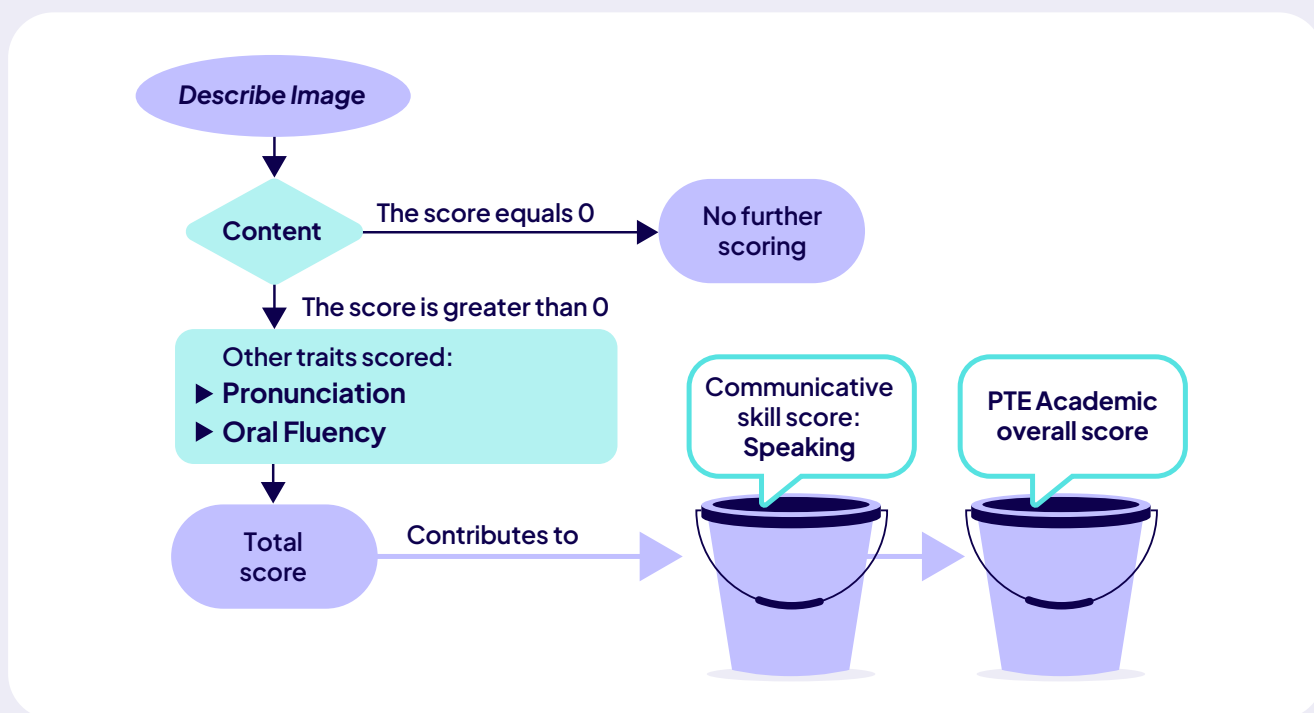 Describe Image
Content
The score equals 0
No further
scoring
The score is greater than 0
Other traits scored:
Pronunciation
Oral Fluency
Total
score
Contributes to
Communicative
skill score:
Speaking
PTE Academic
overall score